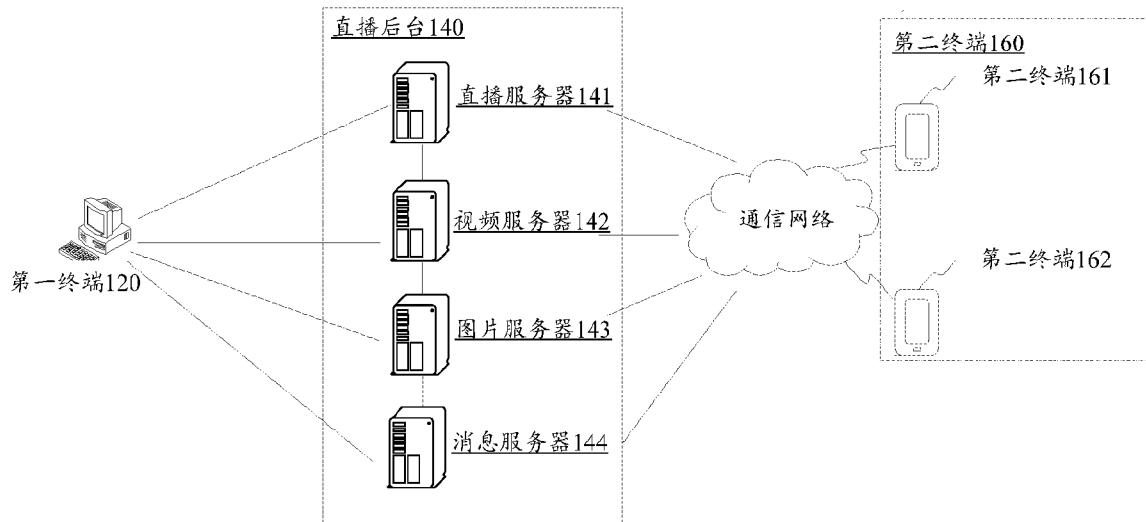 直播后台140
直播服务器141
视频服务器142
图片服务器143
消息服务器144
第一终端120
通信网络
第二终端160
第二终端161
第二终端162